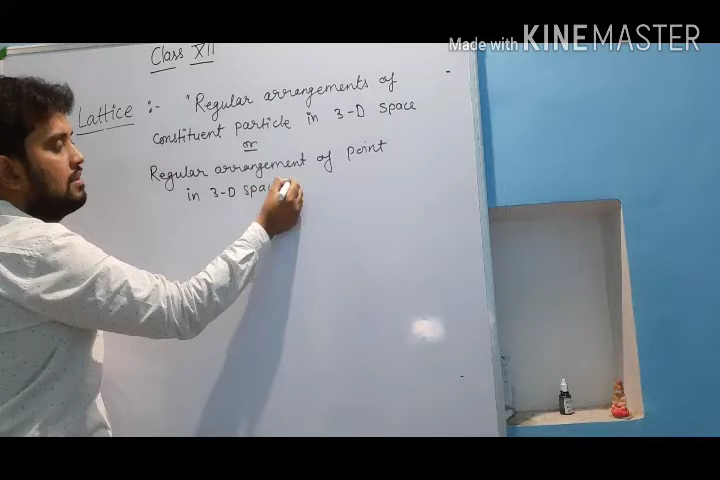 Made with KINEMASTER
Class XII
Lattice :- 'Regular arrangements of
constituent particle in 3-D space
or
Regular arrangement of point
in 3-D spac